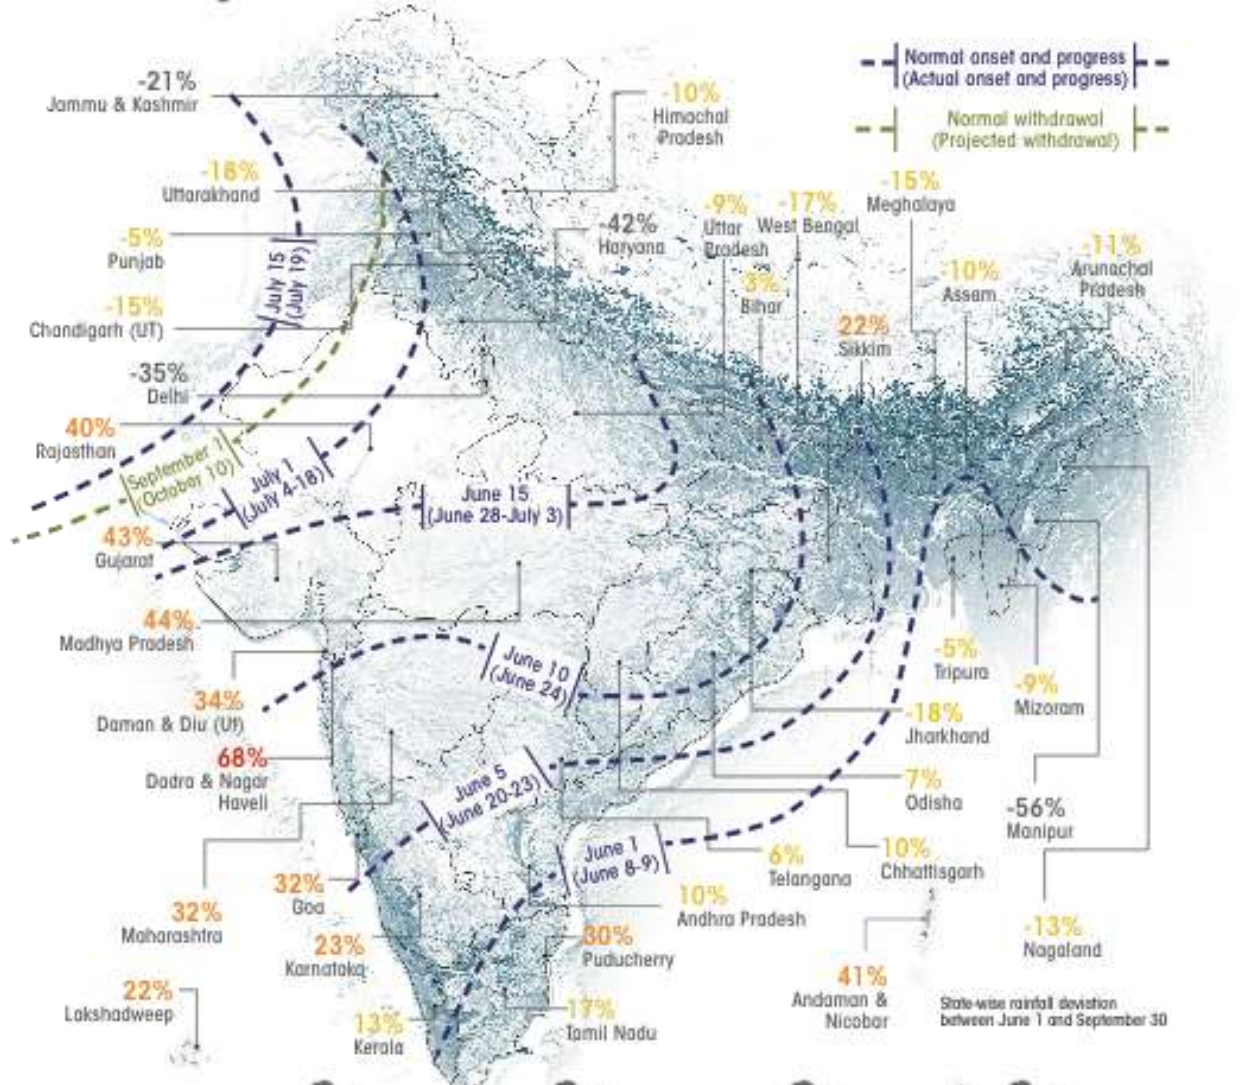 Normal onset and progress
(Actual onset and progress)
Normal withdrawal
(Projected withdrawal)
-21%
Jammu & Kashmir
-10%
Himachal
Pradesh
-18%
Uttarakhand
-5%
Punjab
-15%
Chandigarh (UT)
-35%
Delhi
40%
Rajasthan
43%
Gujarat
44%
Madhya Pradesh
34%
Daman & Diu (UT)
68%
Dadra & Nagar
Haveli
32%
Maharashtra
32%
Goa
23%
Karnataka
22%
Lakshadweep
13%
Kerala
17%
Tamil Nadu
30%
Puducherry
10%
Andhra Pradesh
6%
Telangana
10%
Chhattisgarh
7%
Odisha
-18%
Jharkhand
-5%
Tripura
-9%
Mizoram
-56%
Manipur
-13%
Nagaland
41%
Andaman &
Nicobar
-42%
Haryana
-9%
Uttar
Pradesh
-17%
West Bengal
3%
Bihar
22%
Sikkim
-15%
Meghalaya
-10%
Assam
-11%
Arunachal
Pradesh
July 15
(July 19)
September 1
(October 10)
July 1
(July 4-18)
June 15
(June 28-July 3)
June 10
(June 24)
June 5
(June 20-23)
June 1
(June 8-9)
State-wise rainfall deviation
between June 1 and September 30